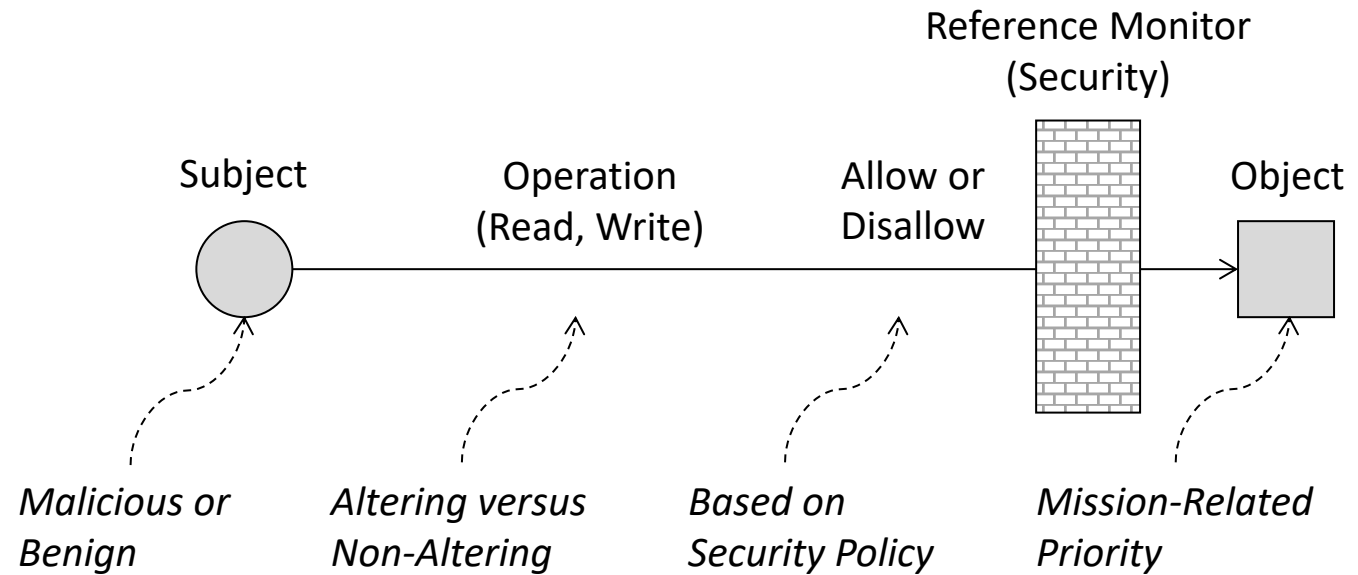 Reference Monitor
(Security)
Subject
Operation
(Read, Write)
Allow or
Disallow
Object
Malicious or
Benign
Altering versus
Non-Altering
Based on
Security Policy
Mission-Related
Priority